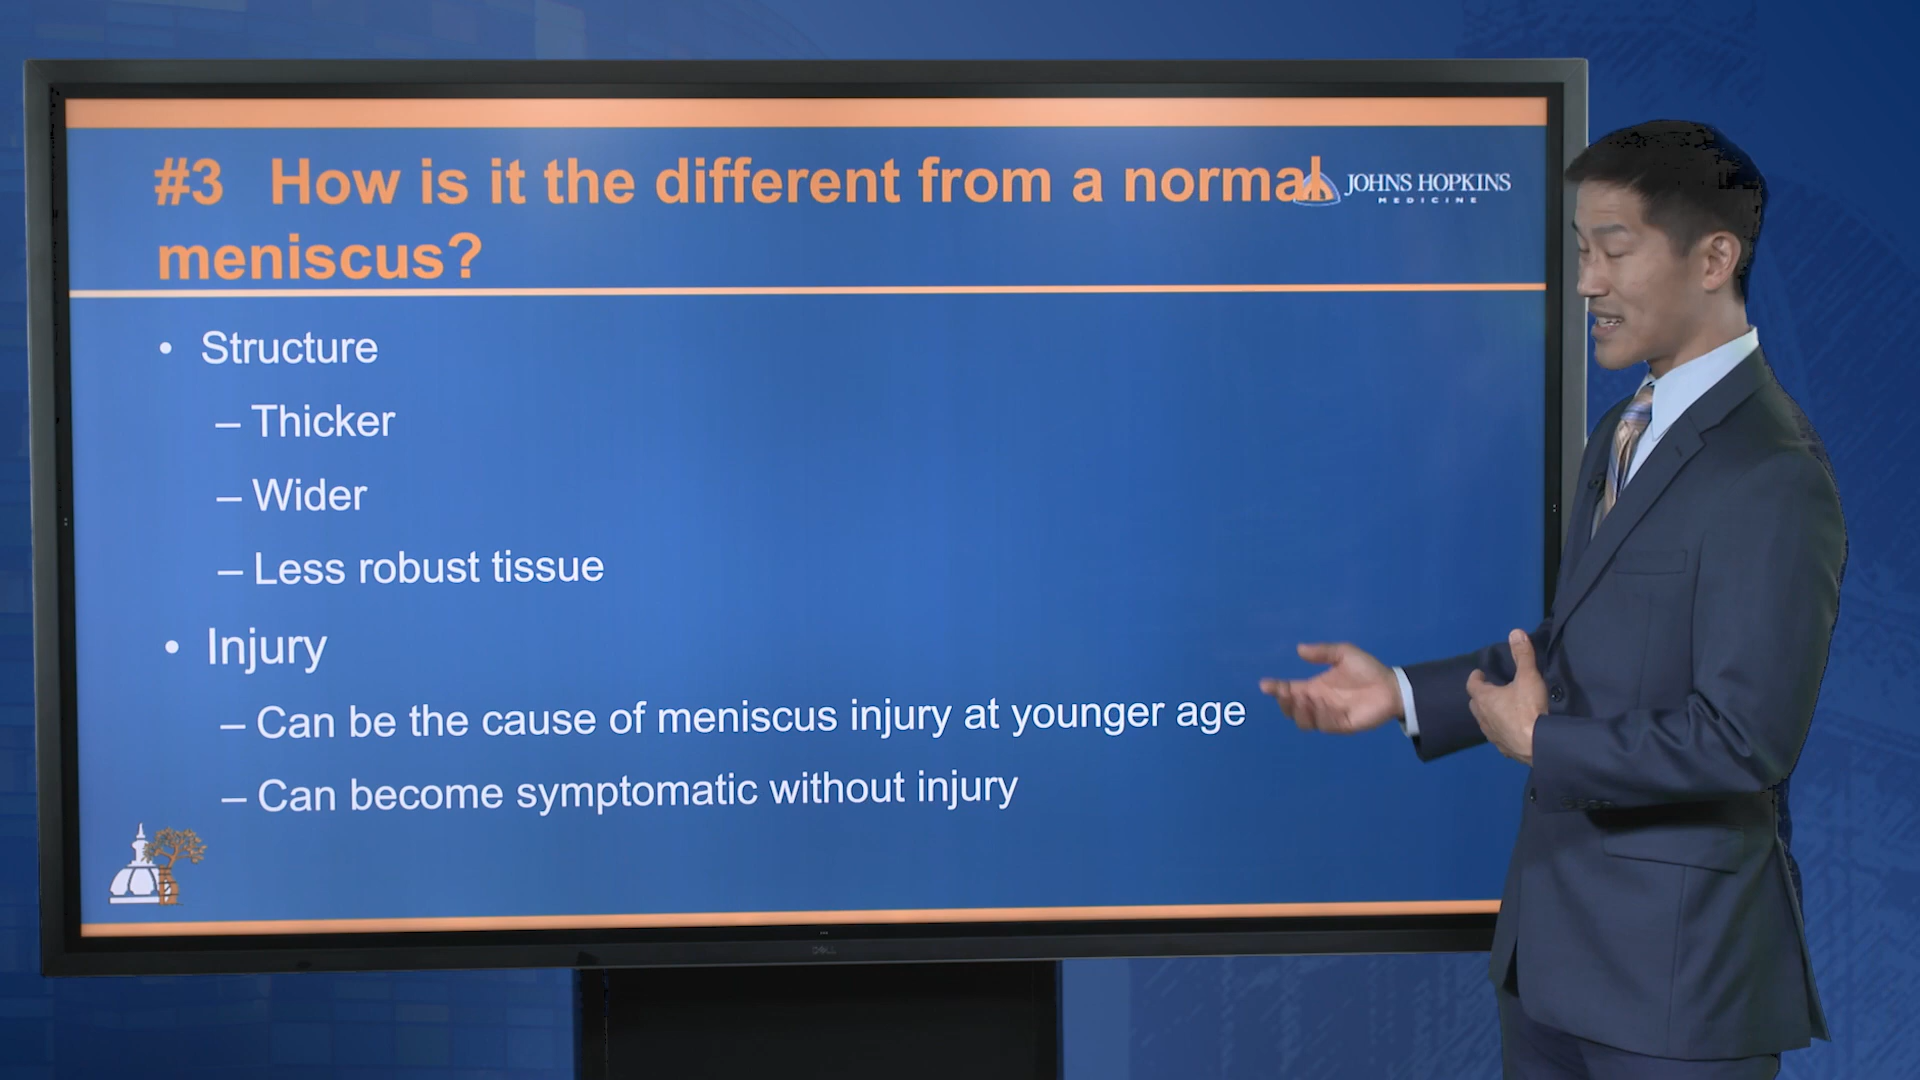 #3 How is it the different from a normal
JOHNS HOPKINS
MEDICINE
meniscus?
• Structure
– Thicker
– Wider
– Less robust tissue
• Injury
– Can be the cause of meniscus injury at younger age
– Can become symptomatic without injury
DELL